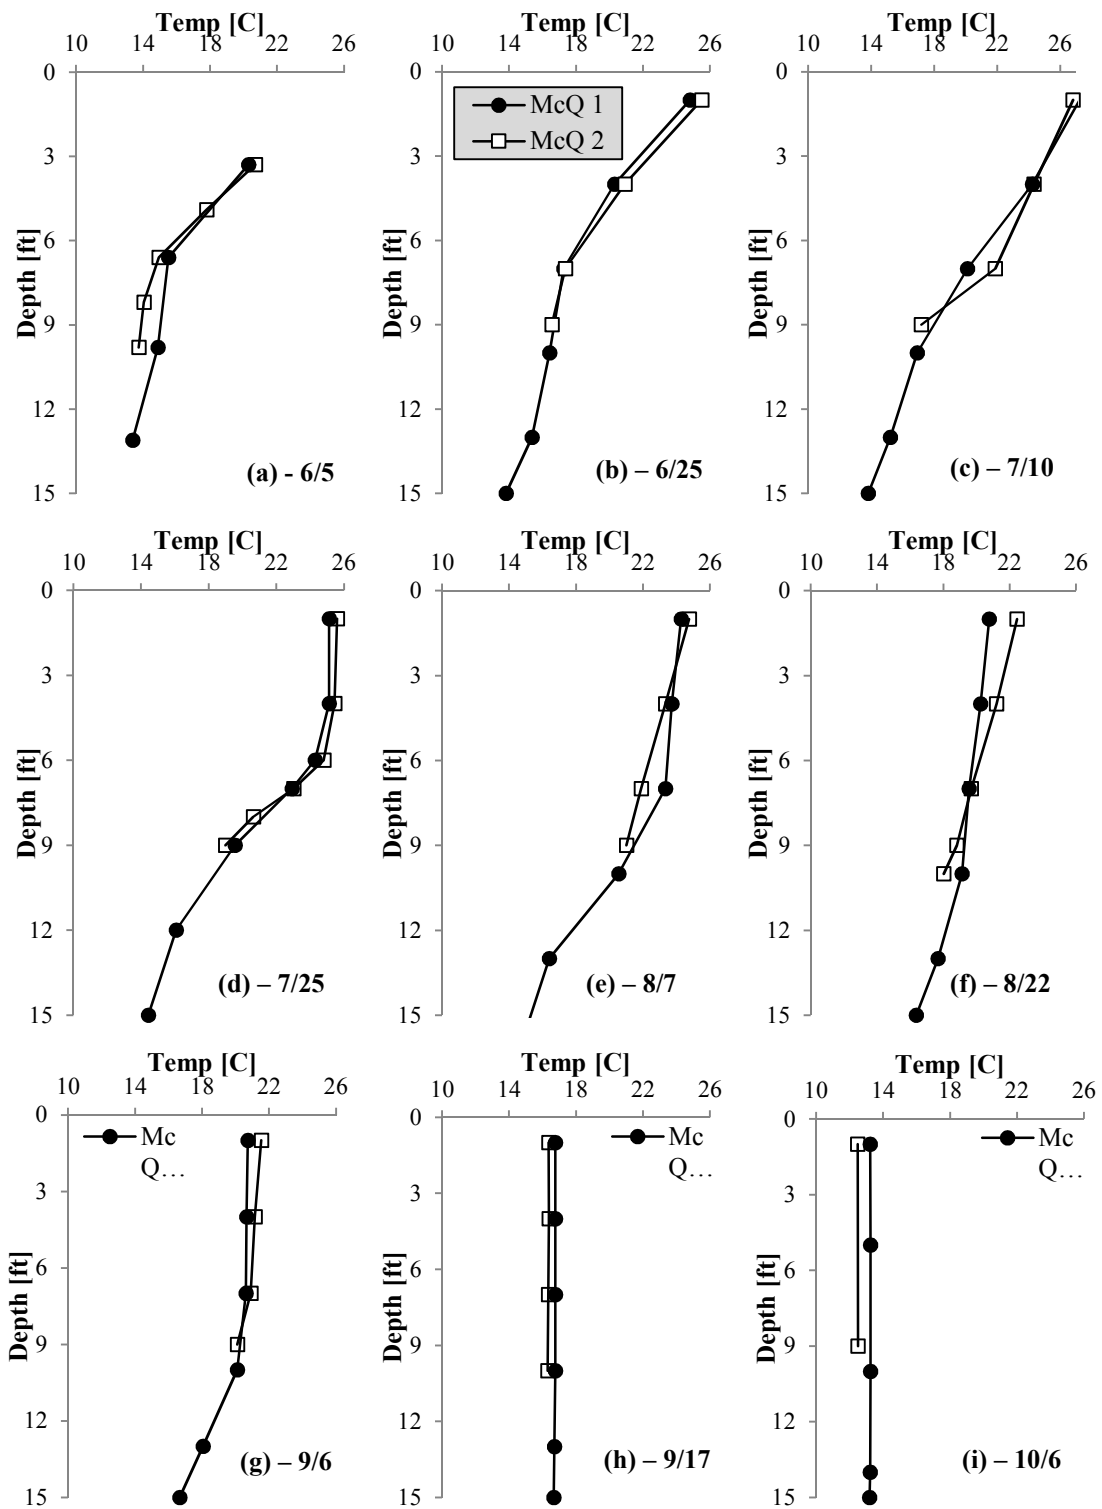 Temp [C]
Temp [C]
Temp [C]
10 14 18 22 26
10 14 18 22 26
10 14 18 22 26
0
3
6
9
12
15
Depth [ft]
(a) - 6/5
0
3
6
9
12
15
Depth [ft]
McQ 1
McQ 2
(b) – 6/25
0
3
6
9
12
15
Depth [ft]
(c) – 7/10
Temp [C]
Temp [C]
Temp [C]
10 14 18 22 26
10 14 18 22 26
10 14 18 22 26
0
3
6
9
12
15
Depth [ft]
(d) – 7/25
0
3
6
9
12
15
Depth [ft]
(e) – 8/7
0
3
6
9
12
15
Depth [ft]
(f) – 8/22
Temp [C]
Temp [C]
Temp [C]
10 14 18 22 26
10 14 18 22 26
10 14 18 22 26
0
3
6
9
12
15
Depth [ft]
Mc
Q…
(g) – 9/6
0
3
6
9
12
15
Depth [ft]
Mc
Q…
(h) – 9/17
0
3
6
9
12
15
Depth [ft]
Mc
Q…
(i) – 10/6